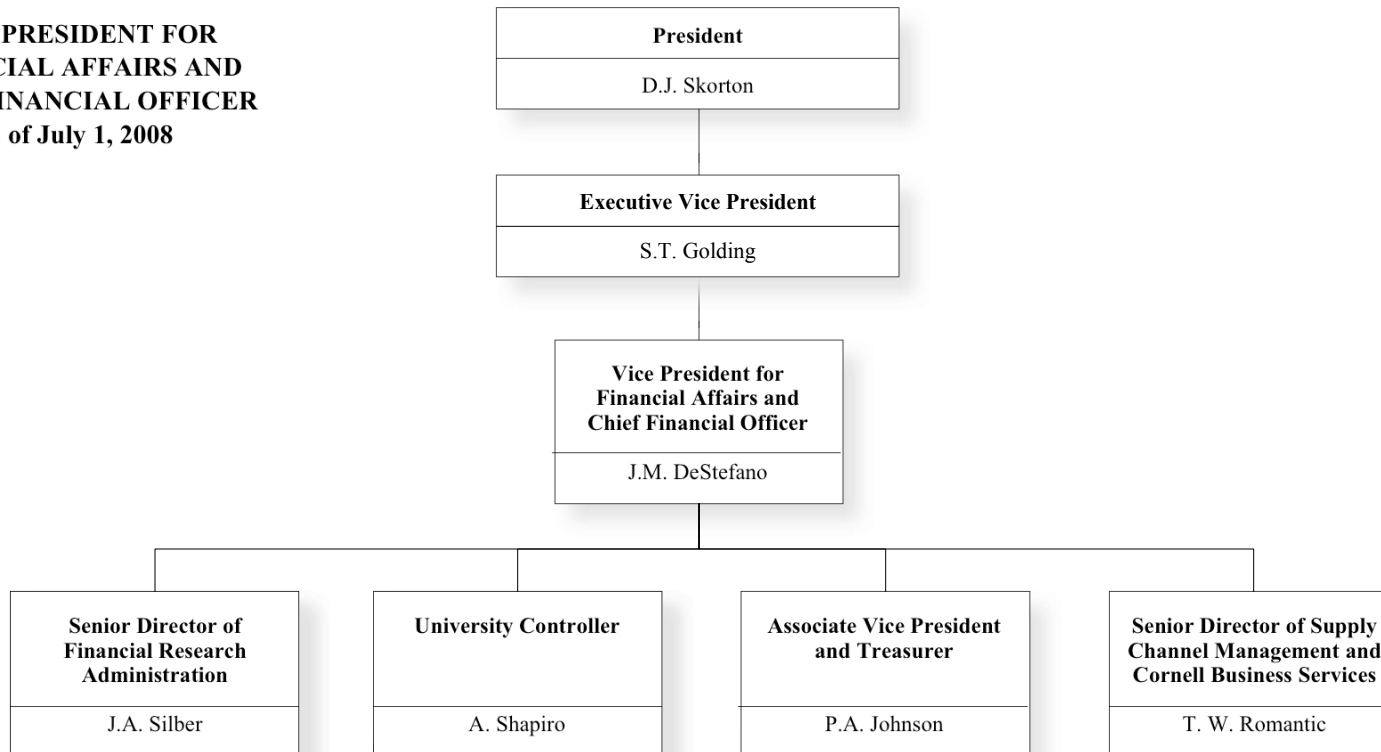 PRESIDENT FOR
CIAL AFFAIRS AND
INANCIAL OFFICER
of July 1, 2008
President
D.J. Skorton
Executive Vice President
S.T. Golding
Vice President for
Financial Affairs and
Chief Financial Officer
J.M. DeStefano
Senior Director of
Financial Research
Administration
J.A. Silber
University Controller
A. Shapiro
Associate Vice President
and Treasurer
P.A. Johnson
Senior Director of Supply
Channel Management and
Cornell Business Services
T. W. Romantic